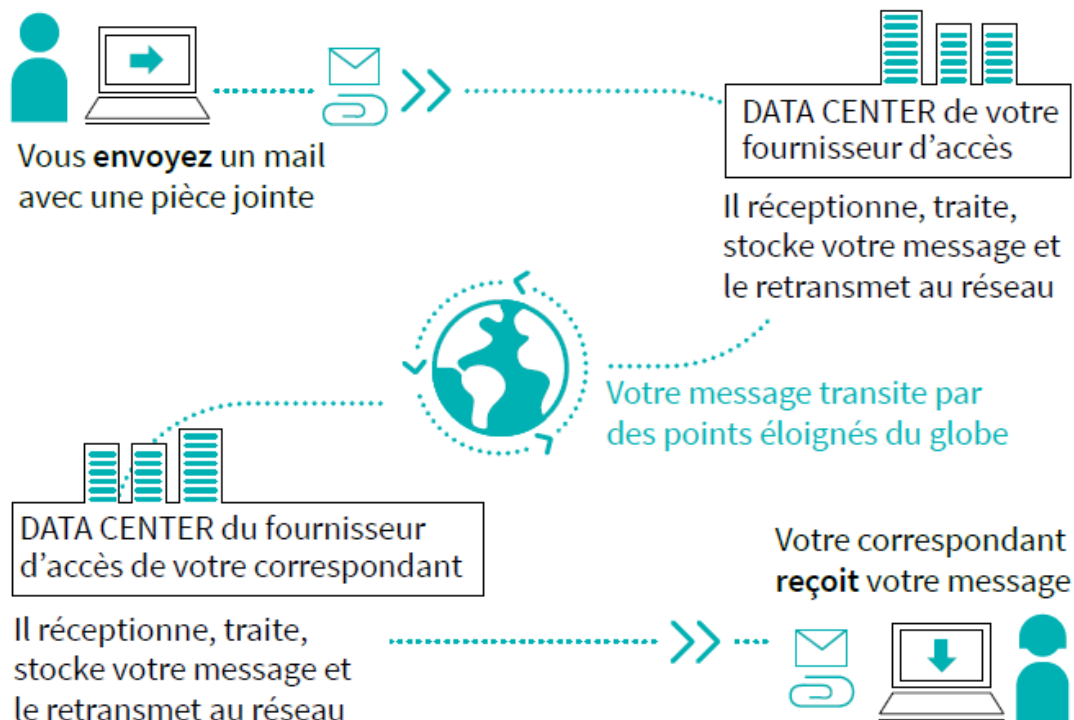 Vous envoyez un mail
avec une pièce jointe
DATA CENTER de votre
fournisseur d'accès
Il réceptionne, traite,
stocke votre message et
le retransmet au réseau
Votre message transite par
des points éloignés du globe
DATA CENTER du fournisseur
d'accès de votre correspondant
Il réceptionne, traite,
stocke votre message et
le retransmet au réseau
Votre correspondant
reçoit votre message